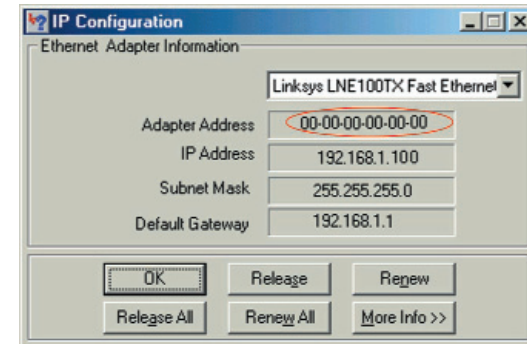 IP Configuration
Ethernet Adapter Information
Linksys LNE100TX Fast Ethernet
Adapter Address 00-00-00-00-00-00
IP Address 192.168.1.100
Subnet Mask 255.255.255.0
Default Gateway 192.168.1.1
OK Release Renew
Release All Renew All More Info >>